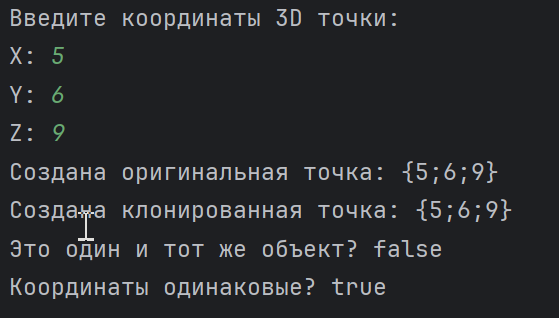 Введите координаты 3D точки:
X: 5
Y: 6
Z: 9
Создана оригинальная точка: {5;6;9}
Создана клонированная точка: {5;6;9}
Это один и тот же объект? false
Координаты одинаковые? true